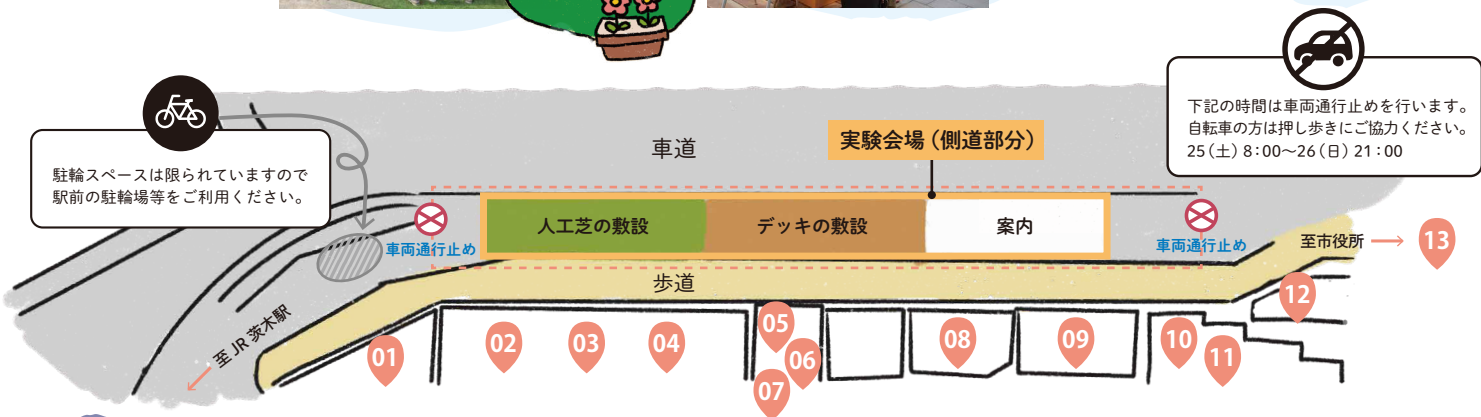 下記の時間は車両通行止めを行います。
自転車の方は押し歩きにご協力ください。
25(土) 8:00〜26(日) 21:00
駐輪スペースは限られていますので
駅前の駐輪場等をご利用ください。
車道
実験会場(側道部分)
人工芝の敷設
デッキの敷設
案内
車両通行止め
車両通行止め
至市役所
13
歩道
12
至JR茨木駅
01
02
03
04
05
06
07
08
09
10
11